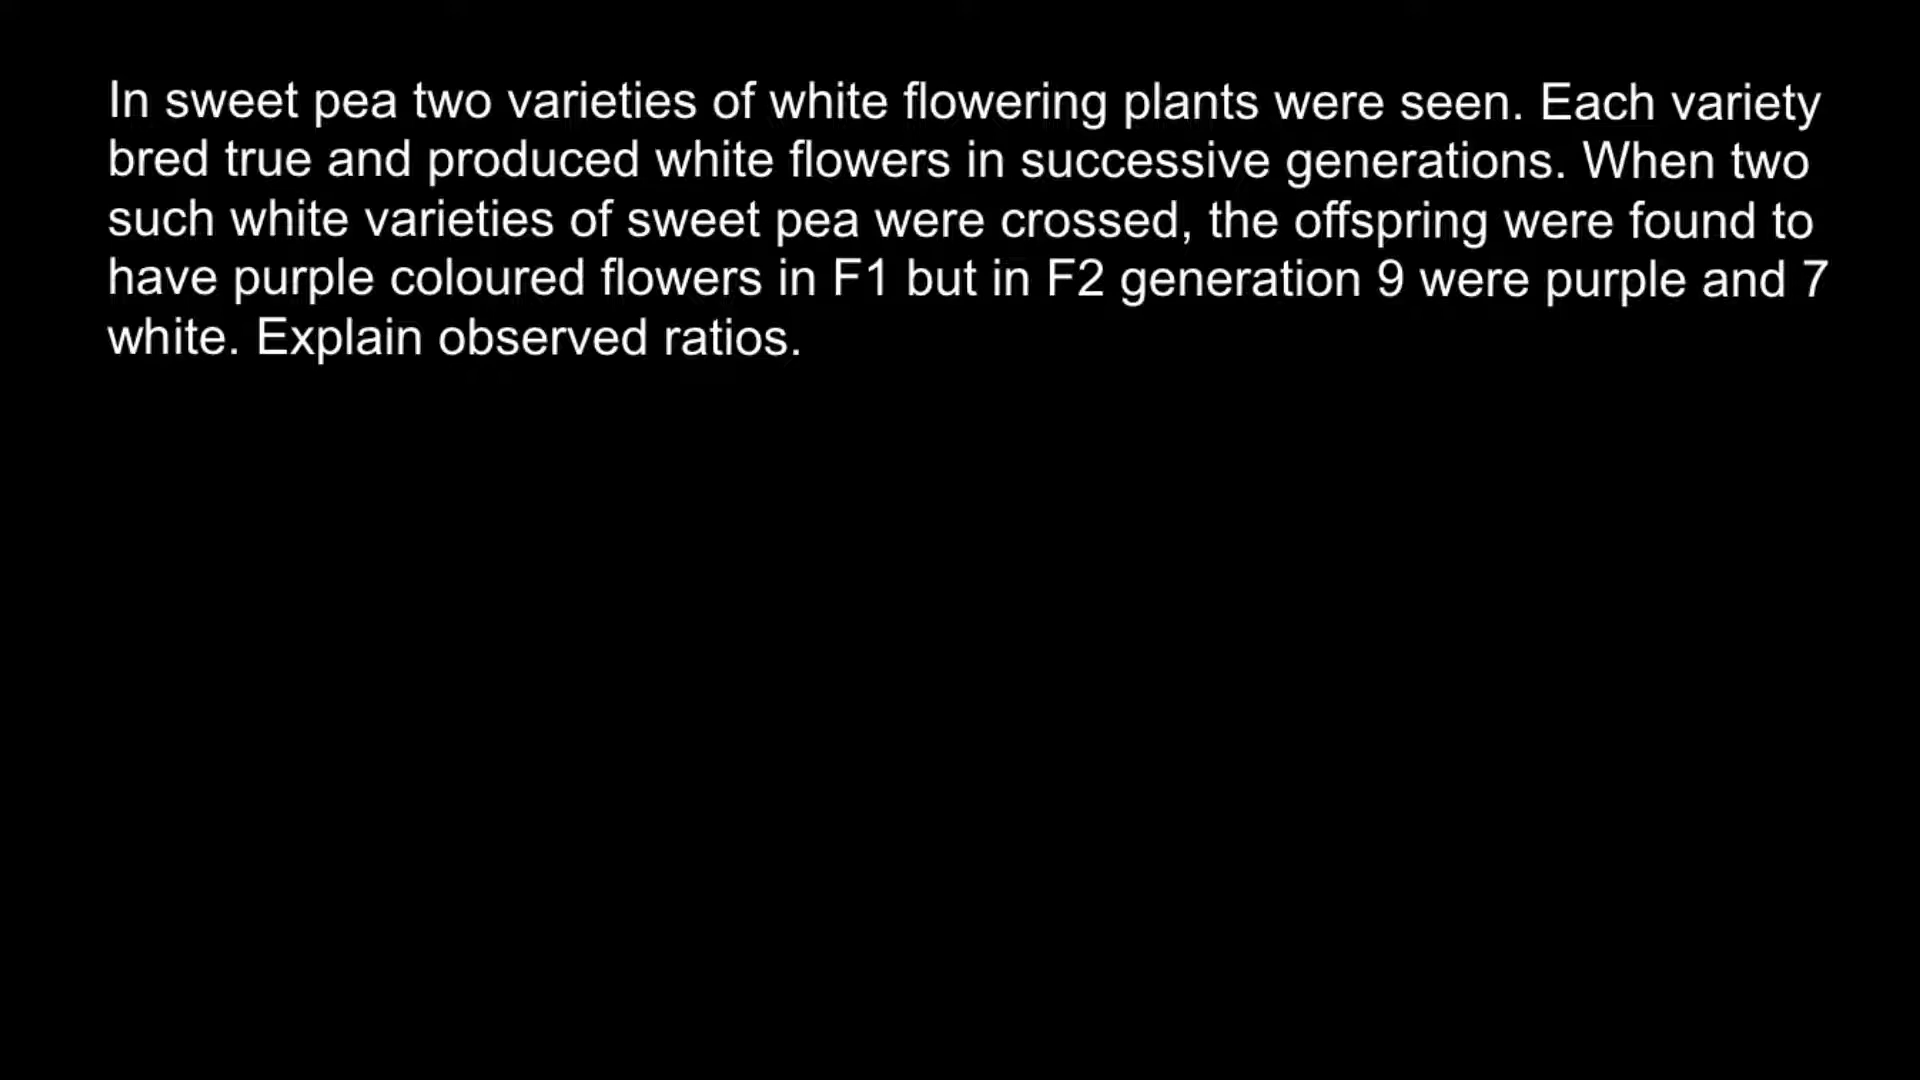 In sweet pea two varieties of white flowering plants were seen. Each variety
bred true and produced white flowers in successive generations. When two
such white varieties of sweet pea were crossed, the offspring were found to
have purple coloured flowers in F1 but in F2 generation 9 were purple and 7
white. Explain observed ratios.